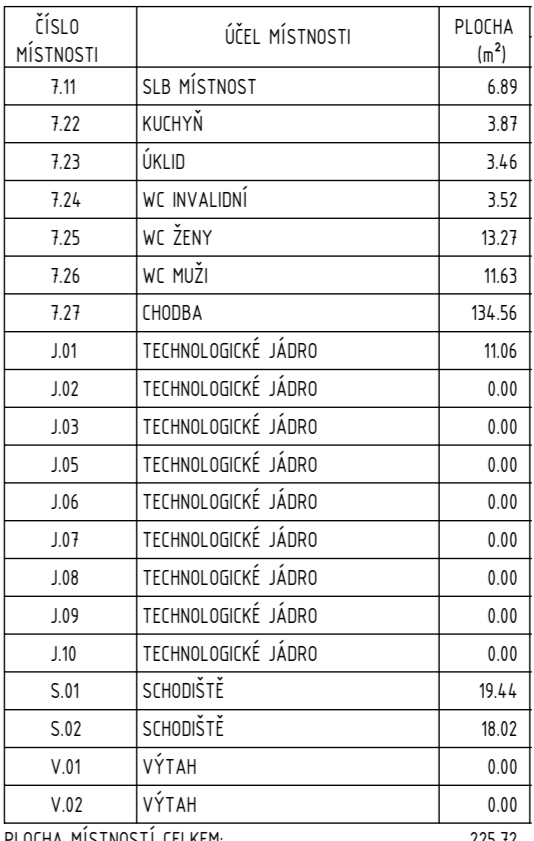 ČÍSLO MÍSTNOSTI ÚČEL MÍSTNOSTI PLOCHA (m²)
7.11 SLB MÍSTNOST 6.89
7.22 KUCHYŇ 3.87
7.23 ÚKLID 3.46
7.24 WC INVALIDNÍ 3.52
7.25 WC ŽENY 13.27
7.26 WC MUŽI 11.63
7.27 CHODBA 134.56
J.01 TECHNOLOGICKÉ JÁDRO 11.06
J.02 TECHNOLOGICKÉ JÁDRO 0.00
J.03 TECHNOLOGICKÉ JÁDRO 0.00
J.05 TECHNOLOGICKÉ JÁDRO 0.00
J.06 TECHNOLOGICKÉ JÁDRO 0.00
J.07 TECHNOLOGICKÉ JÁDRO 0.00
J.08 TECHNOLOGICKÉ JÁDRO 0.00
J.09 TECHNOLOGICKÉ JÁDRO 0.00
J.10 TECHNOLOGICKÉ JÁDRO 0.00
S.01 SCHODIŠTĚ 19.44
S.02 SCHODIŠTĚ 18.02
V.01 VÝTAH 0.00
V.02 VÝTAH 0.00
PLOCHA MÍSTNOSTÍ CELKEM: 225.72